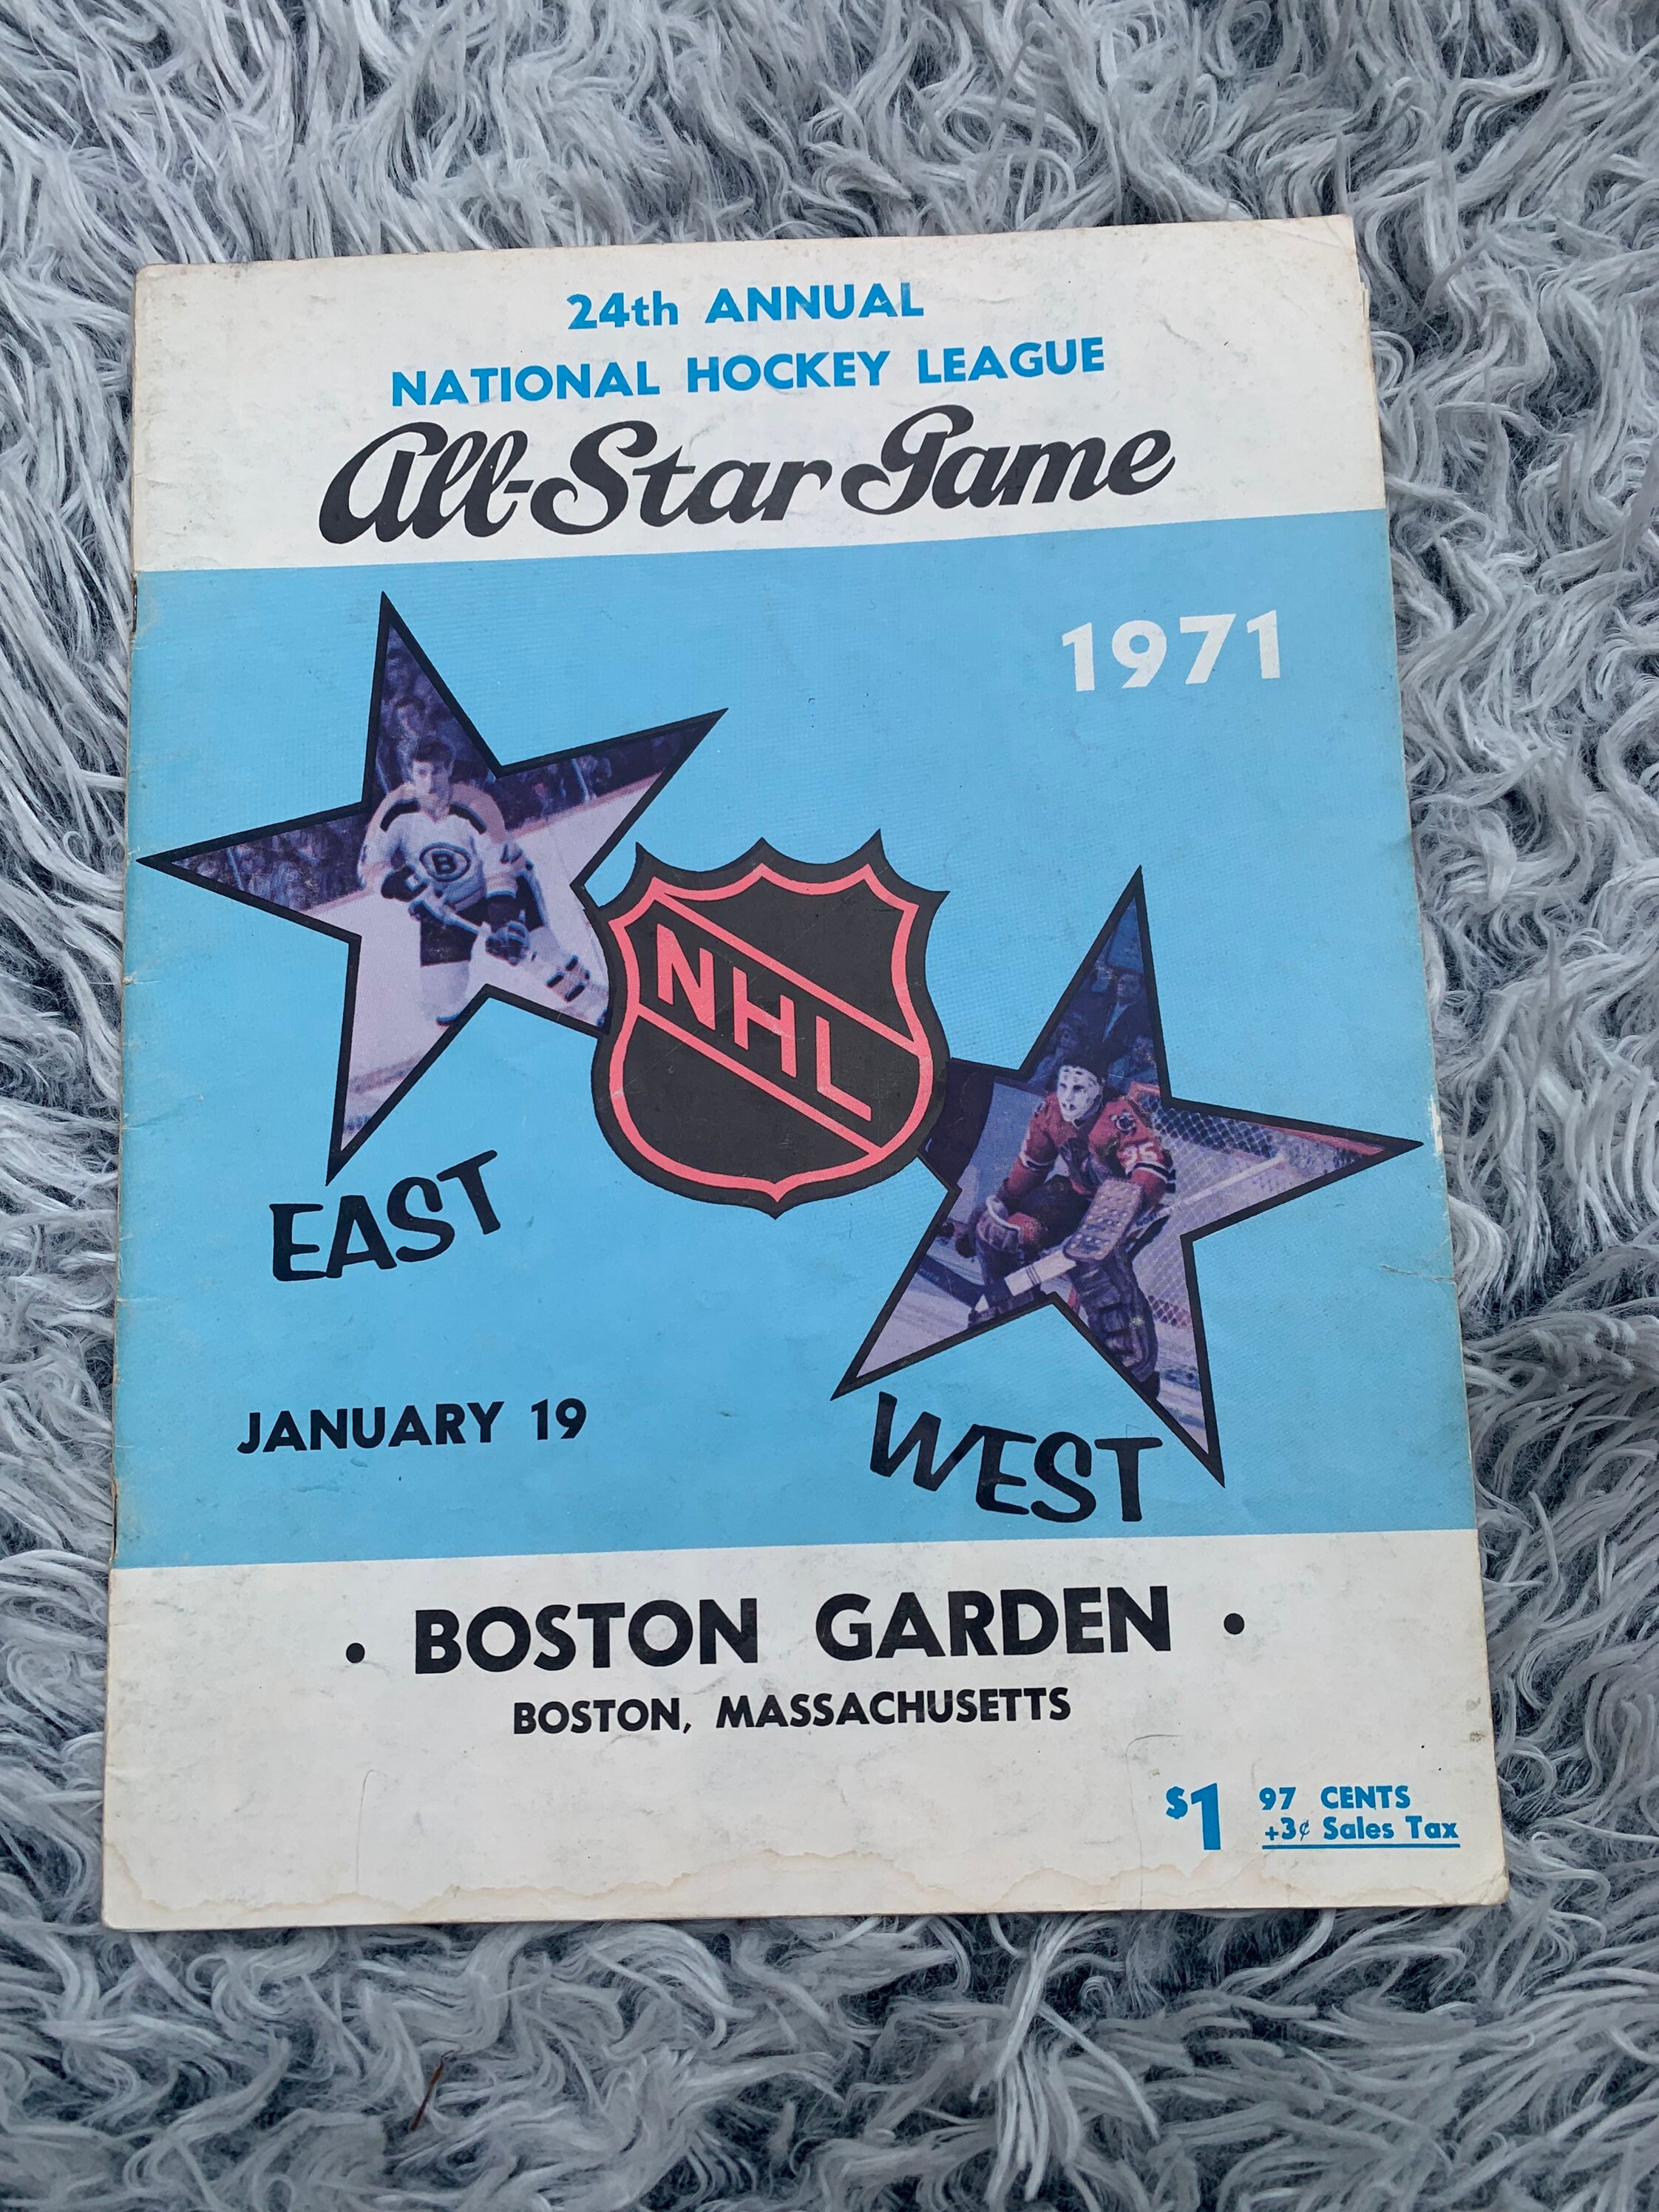 24th ANNUAL
NATIONAL HOCKEY LEAGUE
All-Star Game
1971
B
NHL
35
EAST
WEST
JANUARY 19
• BOSTON GARDEN •
BOSTON, MASSACHUSETTS
$1 97 CENTS
+3¢ Sales Tax